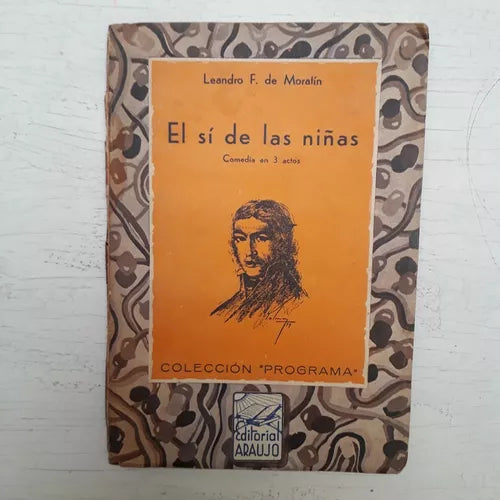 Leandro F. de Moratín
El sí de las niñas
Comedia en 3 actos
COLECCIÓN "PROGRAMA"
Editorial
ARAUJO